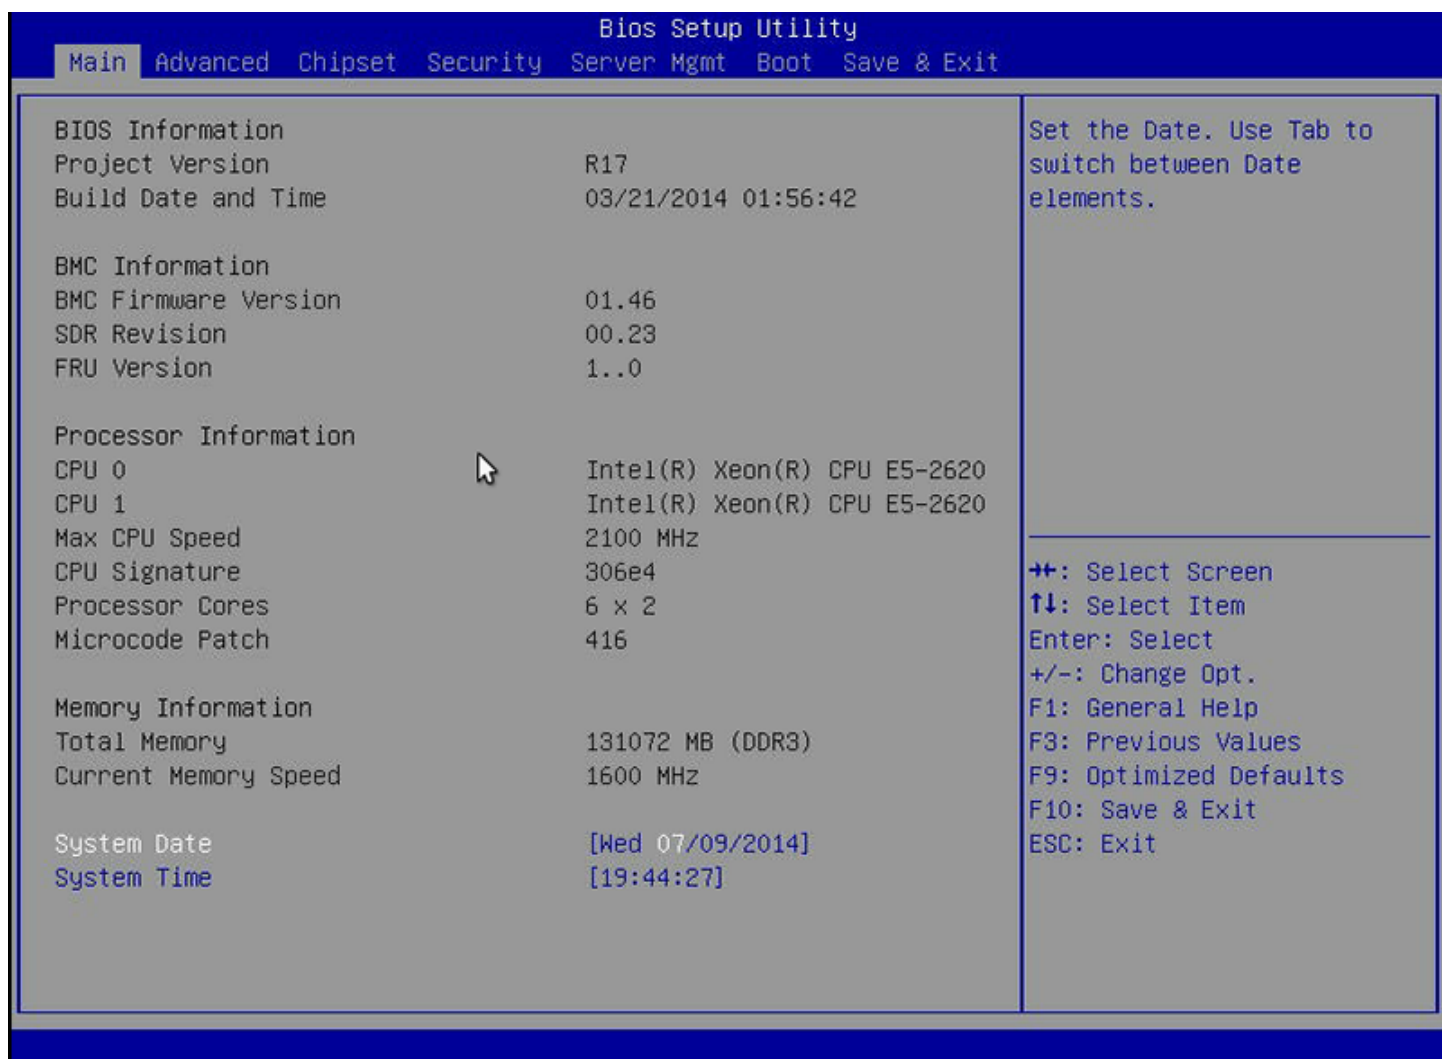 Bios Setup Utility
Main Advanced Chipset Security Server Mgmt Boot Save & Exit
BIOS Information
Project Version R17
Build Date and Time 03/21/2014 01:56:42
BMC Information
BMC Firmware Version 01.46
SDR Revision 00.23
FRU Version 1..0
Processor Information
CPU 0 Intel(R) Xeon(R) CPU E5-2620
CPU 1 Intel(R) Xeon(R) CPU E5-2620
Max CPU Speed 2100 MHz
CPU Signature 306e4
Processor Cores 6 x 2
Microcode Patch 416
Memory Information
Total Memory 131072 MB (DDR3)
Current Memory Speed 1600 MHz
System Date [Wed 07/09/2014]
System Time [19:44:27]
Set the Date. Use Tab to
switch between Date
elements.
→←: Select Screen
↑↓: Select Item
Enter: Select
+/-: Change Opt.
F1: General Help
F3: Previous Values
F9: Optimized Defaults
F10: Save & Exit
ESC: Exit